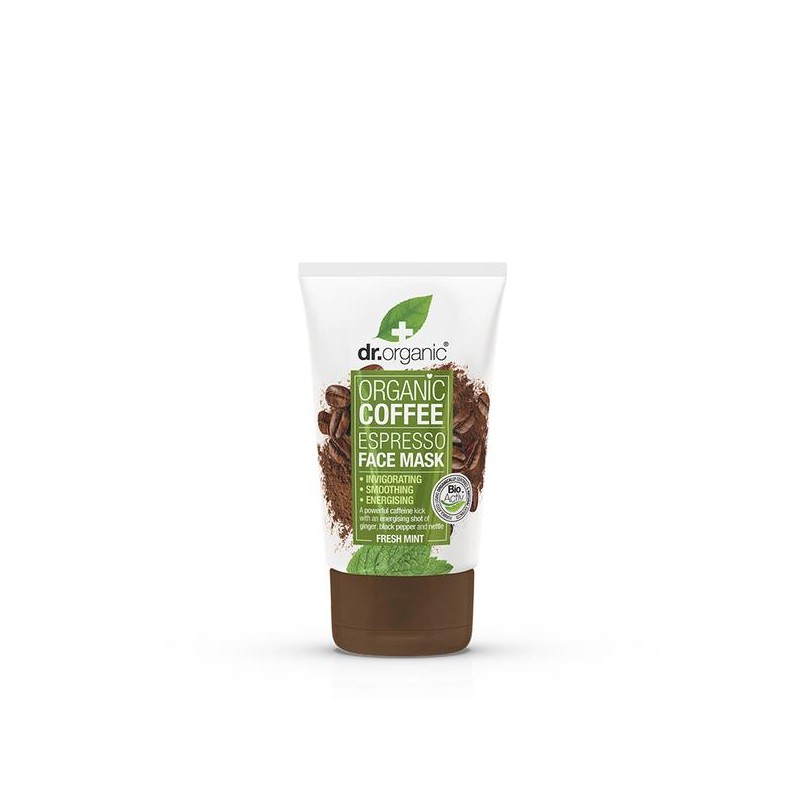 dr.organic®
ORGANIC
COFFEE
ESPRESSO
FACE MASK
• INVIGORATING
• SMOOTHING
• ENERGISING
A powerful caffeine kick
with an energising shot of
ginger, black pepper and nettle
FRESH MINT
Bio
Activ